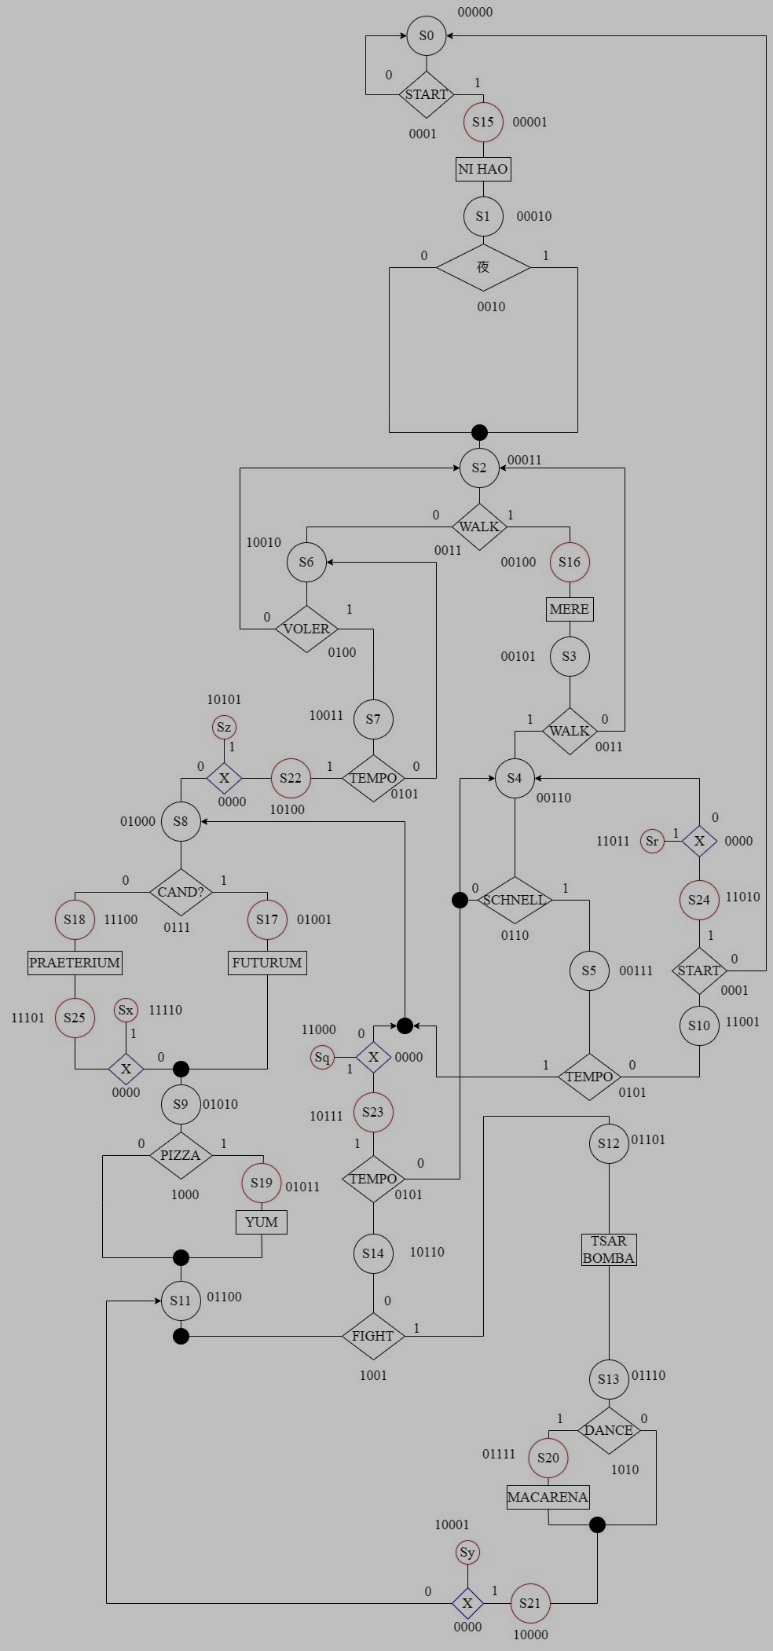 00000
S0
0 1
START
0001
S15 00001
NI HAO
S1 00010
0 夜 1
0010
S2 00011
0 WALK 1
0011
10010 S6
00100 S16
MERE
0 VOLER 1
0100
00101 S3
10101
Sz
1
10011 S7
1 WALK 0
0011
0 X S22 1 TEMPO 0
0000 10100 0101
S4 00110
01000 S8
0
11011 Sr 1 X 0000
0 CAND? 1
0111
0 SCHNELL 1
0110
S24 11010
1
S18 11100
S17 01001
PRAETERIUM FUTURUM
S5 00111
START 0
0001
11101 S25
Sx 11110
1
X 0
0000
S10 11001
11000
Sq
0
X 0000
1
1 TEMPO 0
0101
S9 01010
10111 S23
1
0 PIZZA 1
1000
TEMPO 0
0101
S12 01101
S19 01011
YUM
S14 10110
TSAR
BOMBA
S11 01100
0
FIGHT 1
1001
S13 01110
1 DANCE 0
1010
01111 S20
MACARENA
10001
Sy
0 X 1 S21
0000 10000